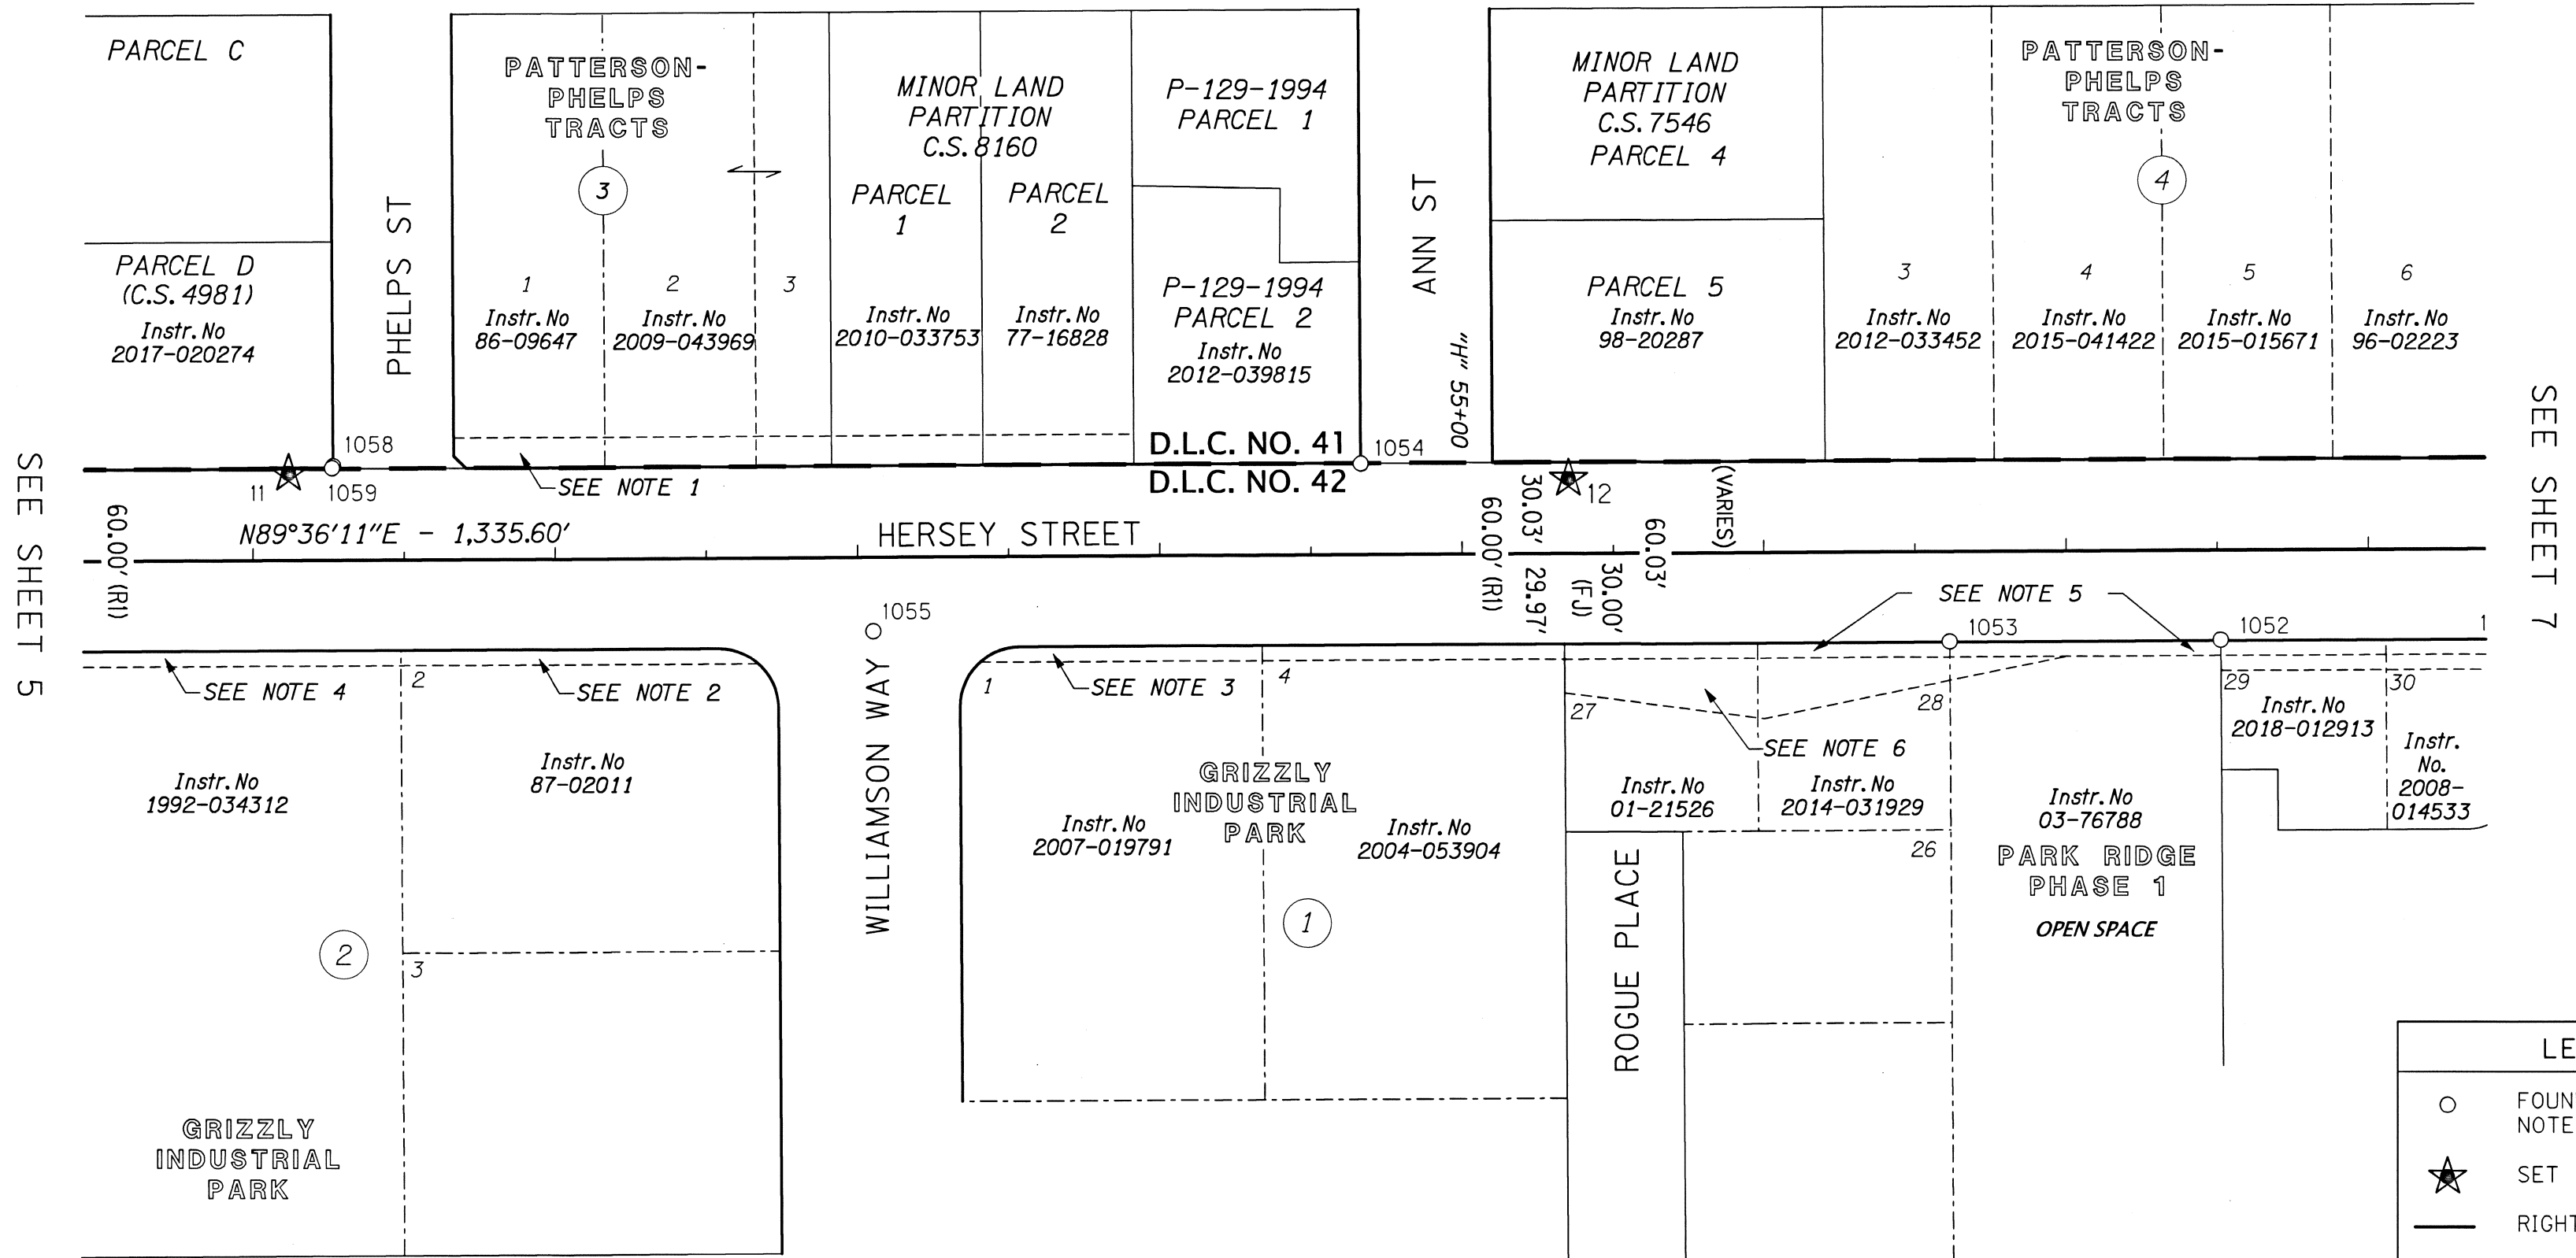 PARCEL C
PARCEL D
(C.S. 4981)
Instr. No
2017-020274
PHELPS ST
PATTERSON-
PHELPS
TRACTS
3
1
Instr. No
86-09647
2
Instr. No
2009-043969
3
MINOR LAND
PARTITION
C.S. 8160
PARCEL
1
Instr. No
2010-033753
PARCEL
2
Instr. No
77-16828
P-129-1994
PARCEL 1
P-129-1994
PARCEL 2
Instr. No
2012-039815
ANN ST
"H" 55+00
MINOR LAND
PARTITION
C.S. 7546
PARCEL 4
PARCEL 5
Instr. No
98-20287
PATTERSON-
PHELPS
TRACTS
4
3
Instr. No
2012-033452
4
Instr. No
2015-041422
5
Instr. No
2015-015671
6
Instr. No
96-02223
SEE SHEET 5
SEE SHEET 7
1058
11
1059
SEE NOTE 1
D.L.C. NO. 41
D.L.C. NO. 42
1054
12
60.00' (R1)
N89°36'11"E - 1,335.60'
HERSEY STREET
60.00' (R1)
30.03'
29.97'
30.00'
(FJ)
60.03'
(VARIES)
1055
SEE NOTE 5
1053
1052
1
SEE NOTE 4
2
SEE NOTE 2
Instr. No
1992-034312
Instr. No
87-02011
2
3
GRIZZLY
INDUSTRIAL
PARK
WILLIAMSON WAY
1
SEE NOTE 3
4
GRIZZLY
INDUSTRIAL
PARK
Instr. No
2007-019791
Instr. No
2004-053904
1
27
28
SEE NOTE 6
Instr. No
01-21526
Instr. No
2014-031929
26
ROGUE PLACE
Instr. No
03-76788
PARK RIDGE
PHASE 1
OPEN SPACE
29
Instr. No
2018-012913
30
Instr.
No.
2008-
014533
LE
FOUN
NOTE
SET
RIGHT